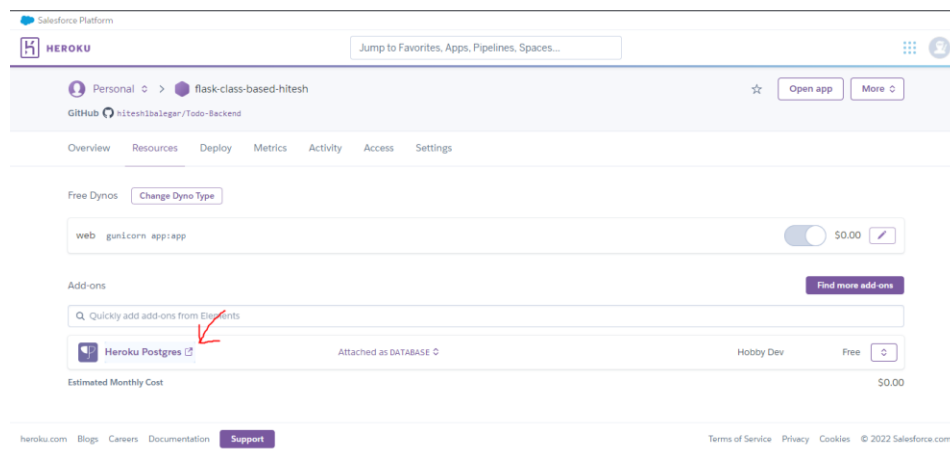 Salesforce Platform
HEROKU
Jump to Favorites, Apps, Pipelines, Spaces...
Personal > flask-class-based-hitesh
Open app
More
GitHub hitesh1balegar/Todo-Backend
Overview Resources Deploy Metrics Activity Access Settings
Free Dynos Change Dyno Type
web gunicorn app:app $0.00
Add-ons Find more add-ons
Quickly add add-ons from Elements
Heroku Postgres Attached as DATABASE Hobby Dev Free
Estimated Monthly Cost $0.00
heroku.com Blogs Careers Documentation Support Terms of Service Privacy Cookies © 2022 Salesforce.com